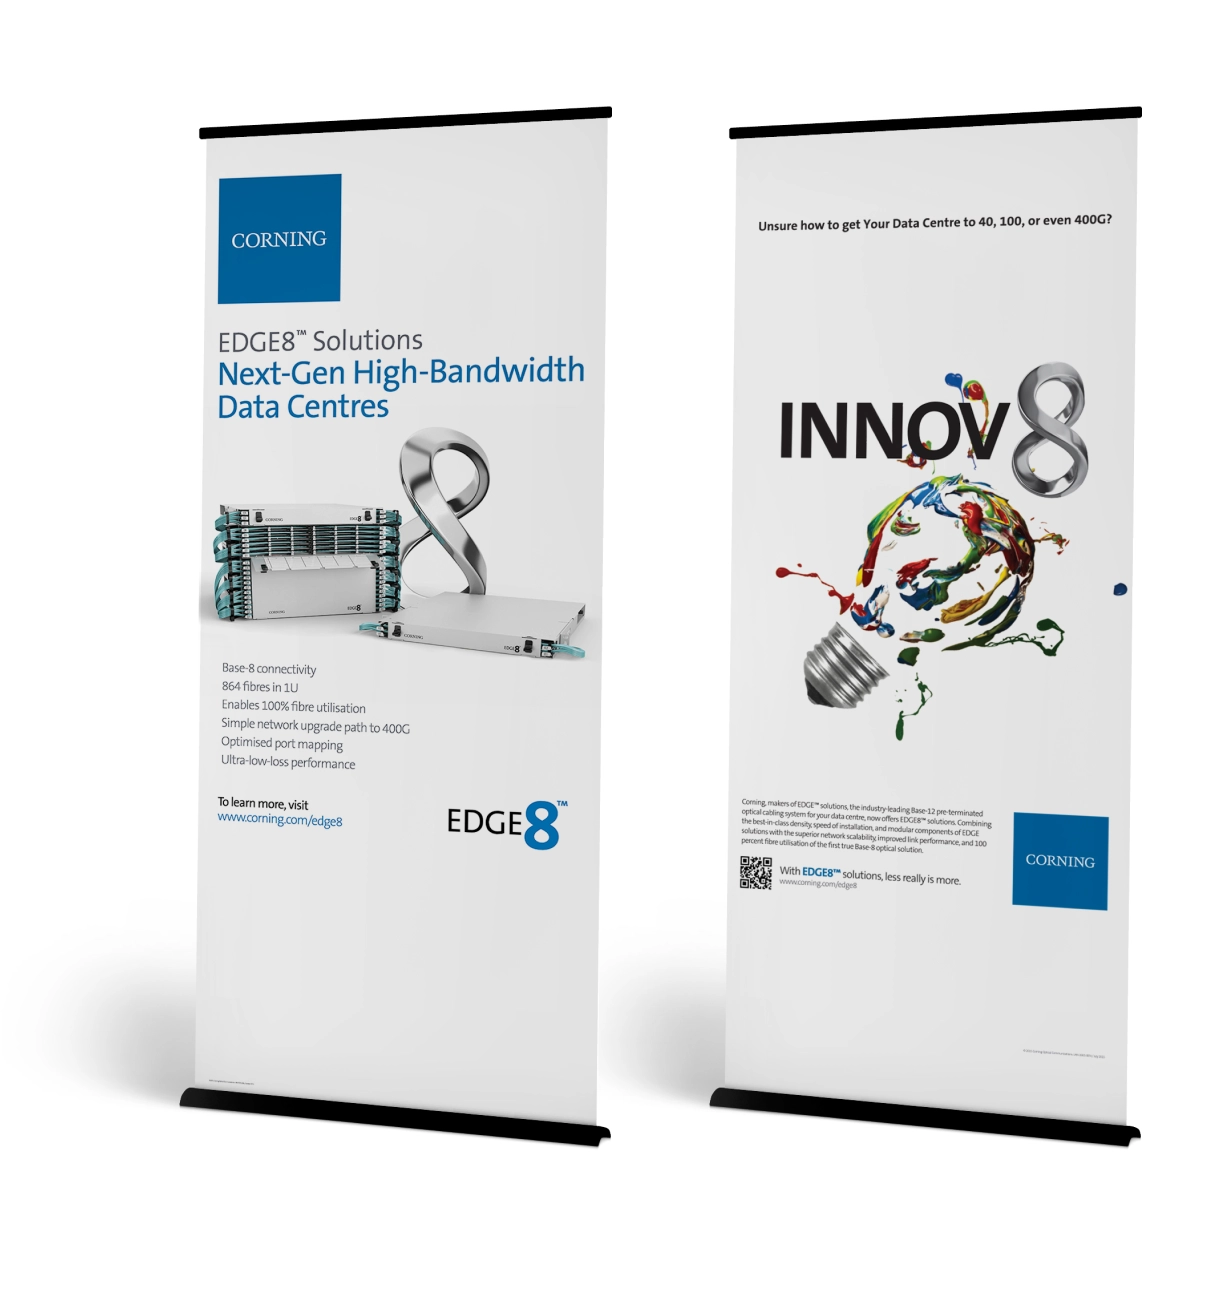 CORNING
EDGE8™ Solutions
Next-Gen High-Bandwidth
Data Centres
CORNING
EDGE8
CORNING
EDGE8
CORNING
EDGE8
Base-8 connectivity
864 fibres in 1U
Enables 100% fibre utilisation
Simple network upgrade path to 400G
Optimised port mapping
Ultra-low-loss performance
To learn more, visit
www.corning.com/edge8
EDGE8™
Unsure how to get Your Data Centre to 40, 100, or even 400G?
INNOV8
Corning, makers of EDGE™ solutions, the industry-leading Base-12 pre-terminated
optical cabling system for your data centre, now offers EDGE8™ solutions. Combining
the best-in-class density, speed of installation, and modular components of EDGE
solutions with the superior network scalability, improved link performance, and 100
percent fibre utilisation of the first true Base-8 optical solution.
With EDGE8™ solutions, less really is more.
www.corning.com/edge8
CORNING